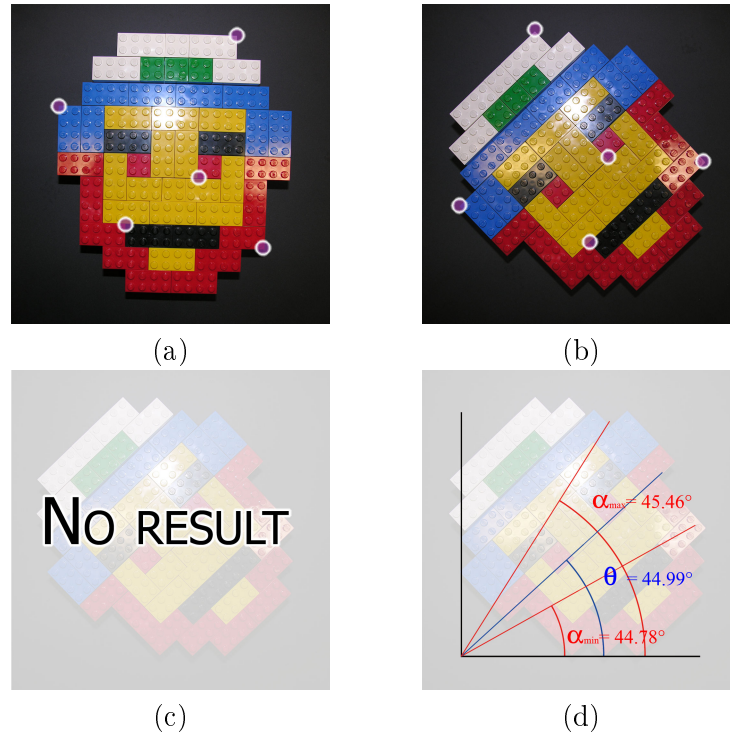 (a)
(b)
NO RESULT
αmax= 45.46°
θ = 44.99°
αmin= 44.78°
(c)
(d)